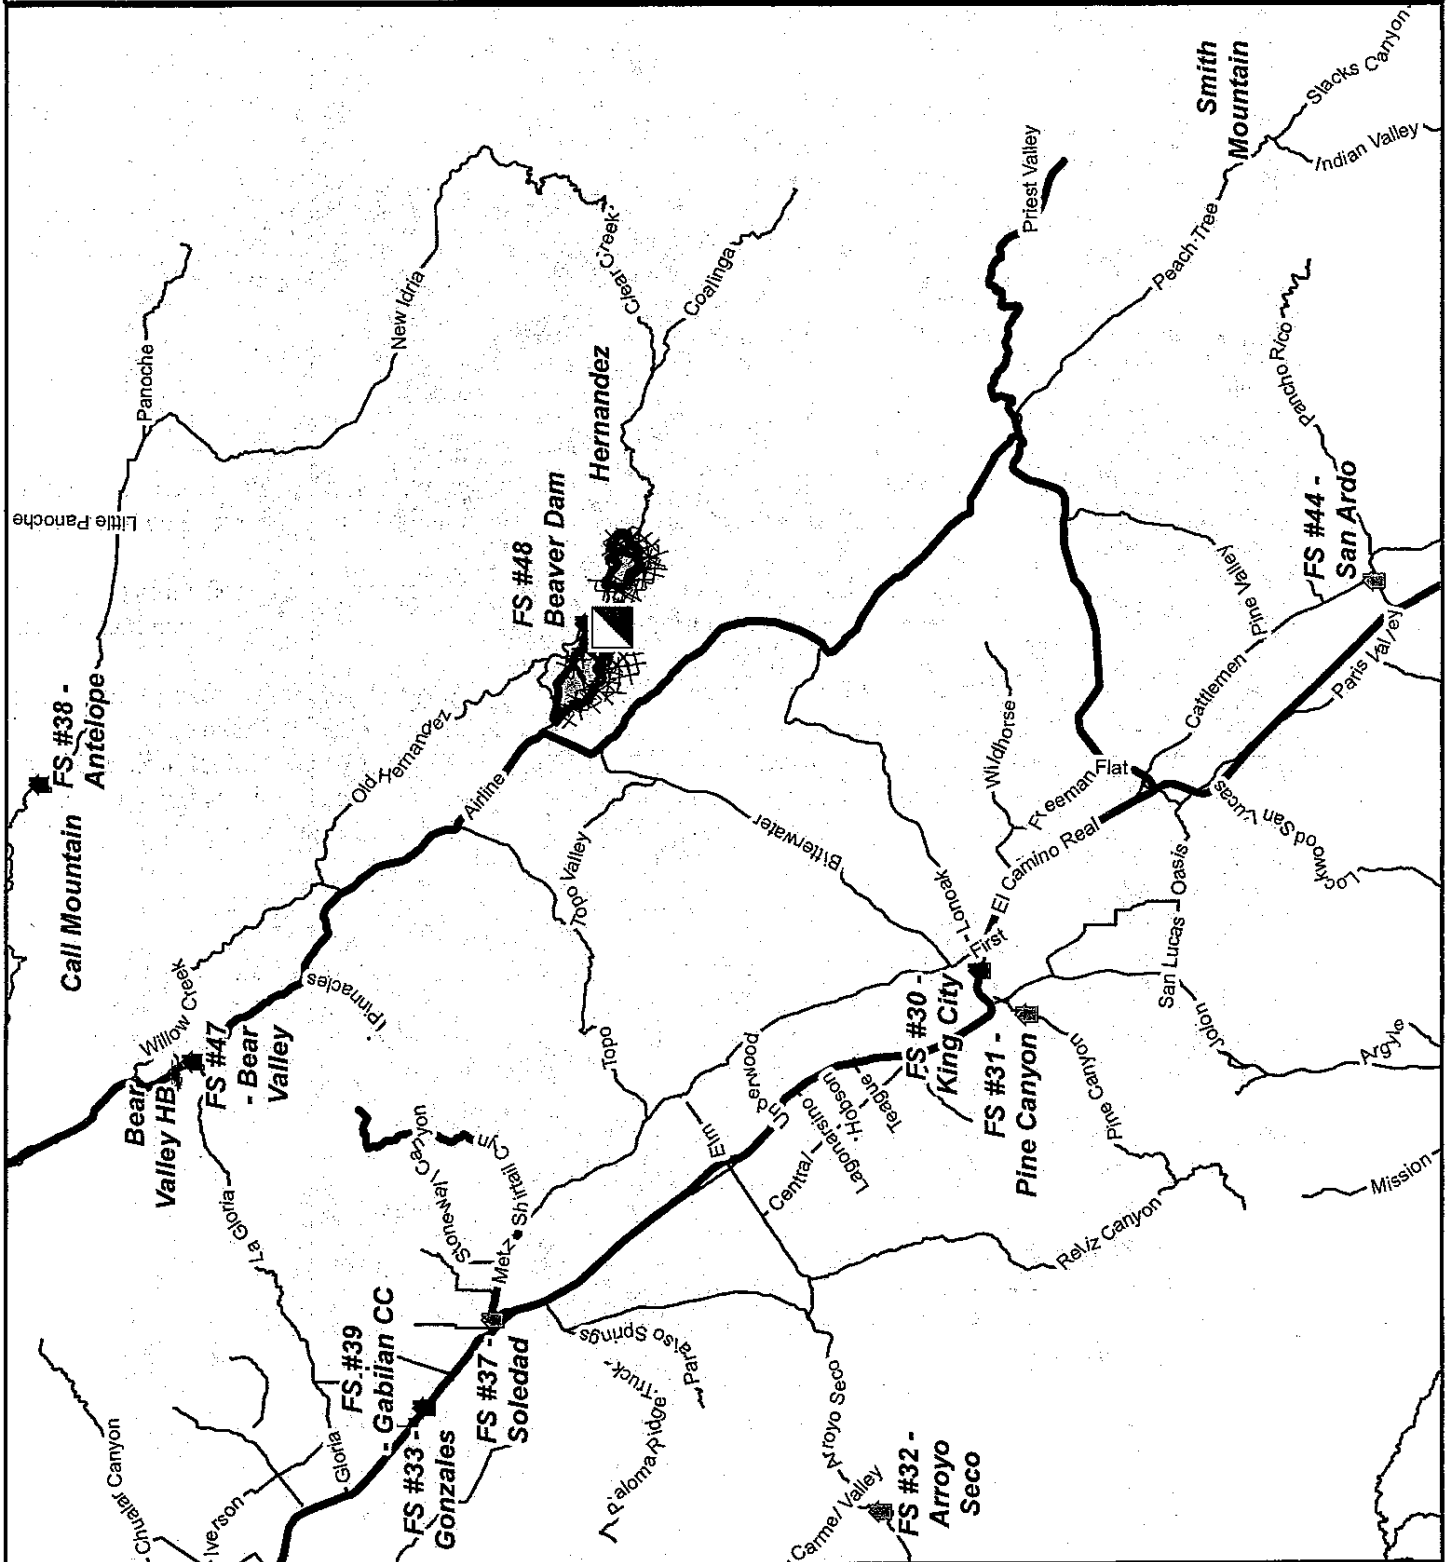 Smith
Mountain
Slacks Canyon
Indian Valley
Priest Valley
Peach Tree
Pancho Rico
Clear Creek
Coalinga
New Idria
Panoche
Hernandez
Little Panoche
FS #48
Beaver Dam
FS #44 -
San Ardo
Pine Valley
Cattlemen
Paris Valley
FS #38 -
Antelope
Call Mountain
Old Hernandez
Airline
Wildhorse
Freeman Flat
El Camino Real
San Lucas
Lockwood San Lucas
Oasis
Topo Valley
Bitterwater
Lonoak
First
Willow Creek
(Pinnacles)
FS #47
- Bear
Valley
Bear
Valley HB
Topo
Underwood
Elm
FS #30 -
King City
FS #31 -
Pine Canyon
Jolon
Argyle
Pine Canyon
Teague
Hobson
Lagomarsino
Central
Mission
Reliz Canyon
La Gloria
Stonewall Canyon
Shirttail Cyn
Metz
FS #39
- Gabilan CC
FS #37 -
Soledad
Paraiso Springs
Paloma Ridge Truck
Arroyo Seco
FS #33 -
Gonzales
Gloria
Iverson
Chualar Canyon
Carmel Valley
FS #32 -
Arroyo
Seco